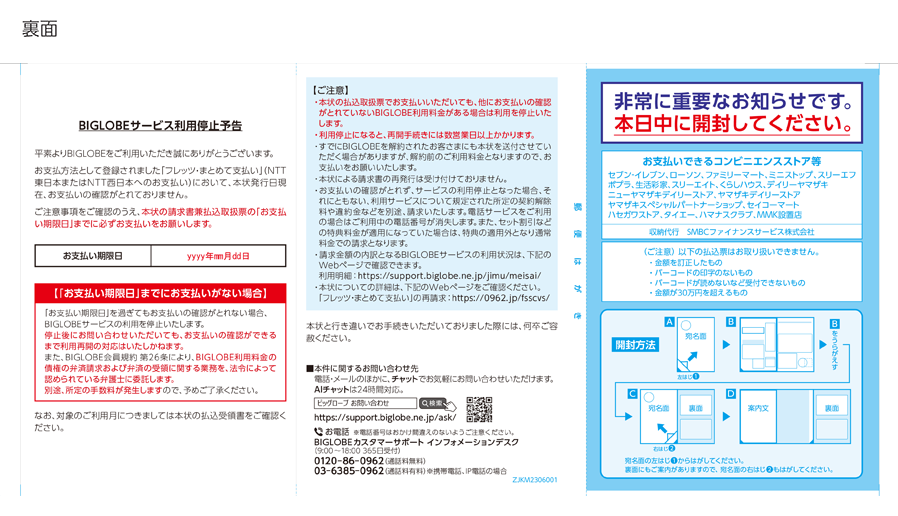 裏面
BIGLOBEサービス利用停止予告
平素よりBIGLOBEをご利用いただき誠にありがとうございます。
お支払方法として登録されました「フレッツ・まとめて支払い」(NTT
東日本またはNTT西日本へのお支払い)において、本状発行日現
在、お支払いの確認がとれておりません。
ご注意事項をご確認のうえ、本状の請求書兼払込取扱票の「お支払
い期限日」までに必ずお支払いをお願いします。
お支払い期限日 yyyy年mm月dd日
【「お支払い期限日」までにお支払いがない場合】
「お支払い期限日」を過ぎてもお支払いの確認がとれない場合、
BIGLOBEサービスの利用を停止いたします。
停止後にお問い合わせいただいても、お支払いの確認ができる
まで利用再開の対応はいたしかねます。
また、BIGLOBE会員規約 第26条により、BIGLOBE利用料金の
債権の弁済請求および弁済の受領に関する業務を、法令によって
認められている弁護士に委託します。
別途、所定の手数料が発生しますので、予めご了承ください。
なお、対象のご利用月につきましては本状の払込受領書をご確認く
ださい。
【ご注意】
・本状の払込取扱票でお支払いいただいても、他にお支払いの確認
がとれていないBIGLOBE利用料金がある場合は利用を停止いた
します。
・利用停止になると、再開手続きには数営業日以上かかります。
・すでにBIGLOBEを解約されたお客さまにも本状を送付させてい
ただく場合がありますが、解約前のご利用料金となりますので、お
支払いをお願いいたします。
・本状による請求書の再発行は受け付けておりません。
・お支払いの確認がとれず、サービスの利用停止となった場合、そ
れにともない、利用サービスについて規定された所定の契約解除
料や違約金などを別途、請求いたします。電話サービスをご利用
の場合はご利用中の電話番号が消失します。また、セット割引など
の特典料金が適用になっていた場合は、特典の適用外となり通常
料金での請求となります。
・請求金額の内訳となるBIGLOBEサービスの利用状況は、下記の
Webページで確認できます。
利用明細:https://support.biglobe.ne.jp/jimu/meisai/
・本状についての詳細は、下記のWebページをご確認ください。
「フレッツ・まとめて支払い」の再請求:https://0962.jp/fsscvs/
本状と行き違いでお手続きいただいておりました際には、何卒ご容
赦ください。
■本件に関するお問い合わせ先
電話・メールのほかに、チャットでお気軽にお問い合わせいただけます。
AIチャットは24時間対応。
ビッグローブ お問い合わせ 検索
https://support.biglobe.ne.jp/ask/
お電話 ※電話番号はおかけ間違えのないようご注意ください。
BIGLOBEカスタマーサポート インフォメーションデスク
(9:00~18:00 365日受付)
0120-86-0962(通話料無料)
03-6385-0962(通話料有料)※携帯電話、IP電話の場合
ZJKM2306001
郵便はがき
非常に重要なお知らせです。
本日中に開封してください。
お支払いできるコンビニエンスストア等
セブン‐イレブン、ローソン、ファミリーマート、ミニストップ、スリーエフ
ポプラ、生活彩家、スリーエイト、くらしハウス、デイリーヤマザキ
ニューヤマザキデイリーストア、ヤマザキデイリーストア
ヤマザキスペシャルパートナーショップ、セイコーマート
ハセガワストア、タイエー、ハマナスクラブ、MMK設置店
収納代行 SMBCファイナンスサービス株式会社
〈ご注意〉以下の払込票はお取り扱いできません。
・金額を訂正したもの
・バーコードの印字のないもの
・バーコードが読めないなど受付できないもの
・金額が30万円を超えるもの
開封方法
A
宛名面
左はじ❶
B
Bをうらがえす
C
宛名面
裏面
右はじ❷
D
案内文
裏面
宛名面の左はじ❶からはがしてください。
裏面にもご案内がありますので、宛名面の右はじ❷もはがしてください。